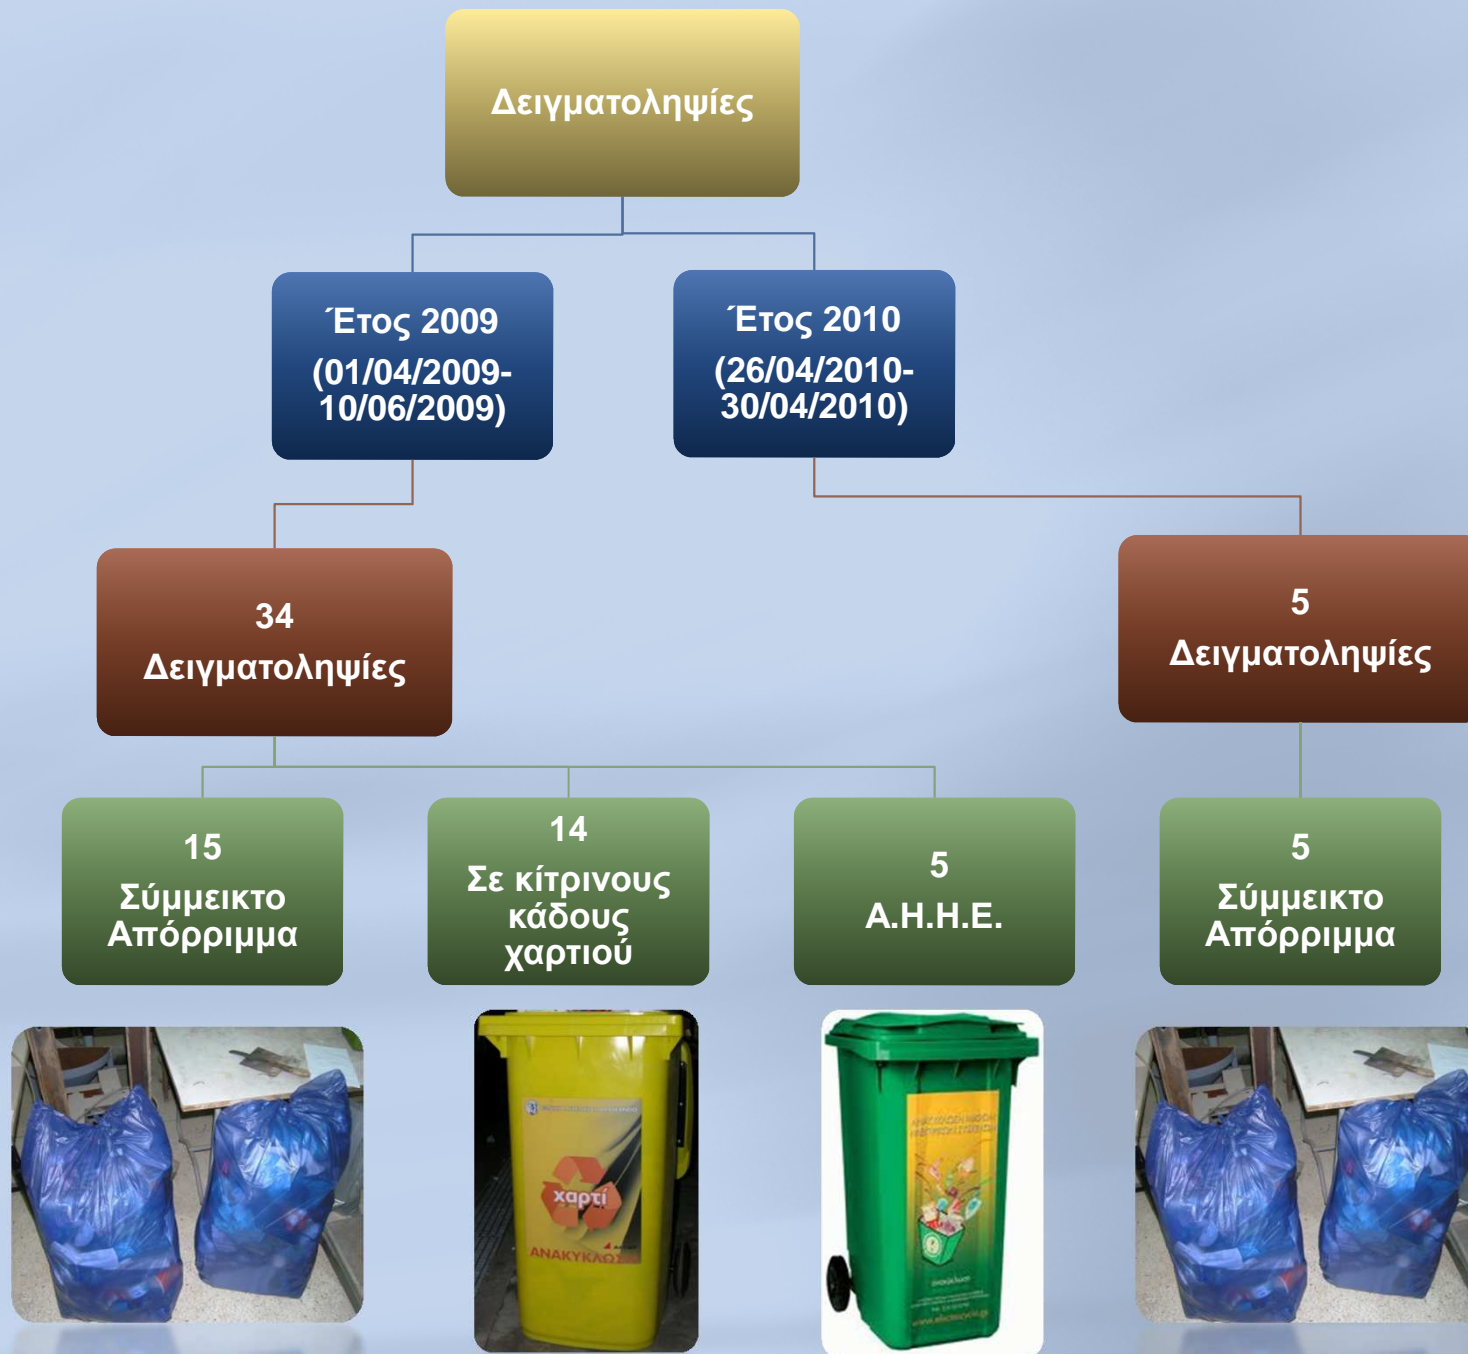 Δειγματοληψίες
Έτος 2009
(01/04/2009-
10/06/2009)
Έτος 2010
(26/04/2010-
30/04/2010)
34
Δειγματοληψίες
5
Δειγματοληψίες
15
Σύμμεικτο
Απόρριμμα
14
Σε κίτρινους
κάδους
χαρτιού
5
Α.Η.Η.Ε.
5
Σύμμεικτο
Απόρριμμα
χαρτί
ΑΝΑΚΥΚΛΩΣ